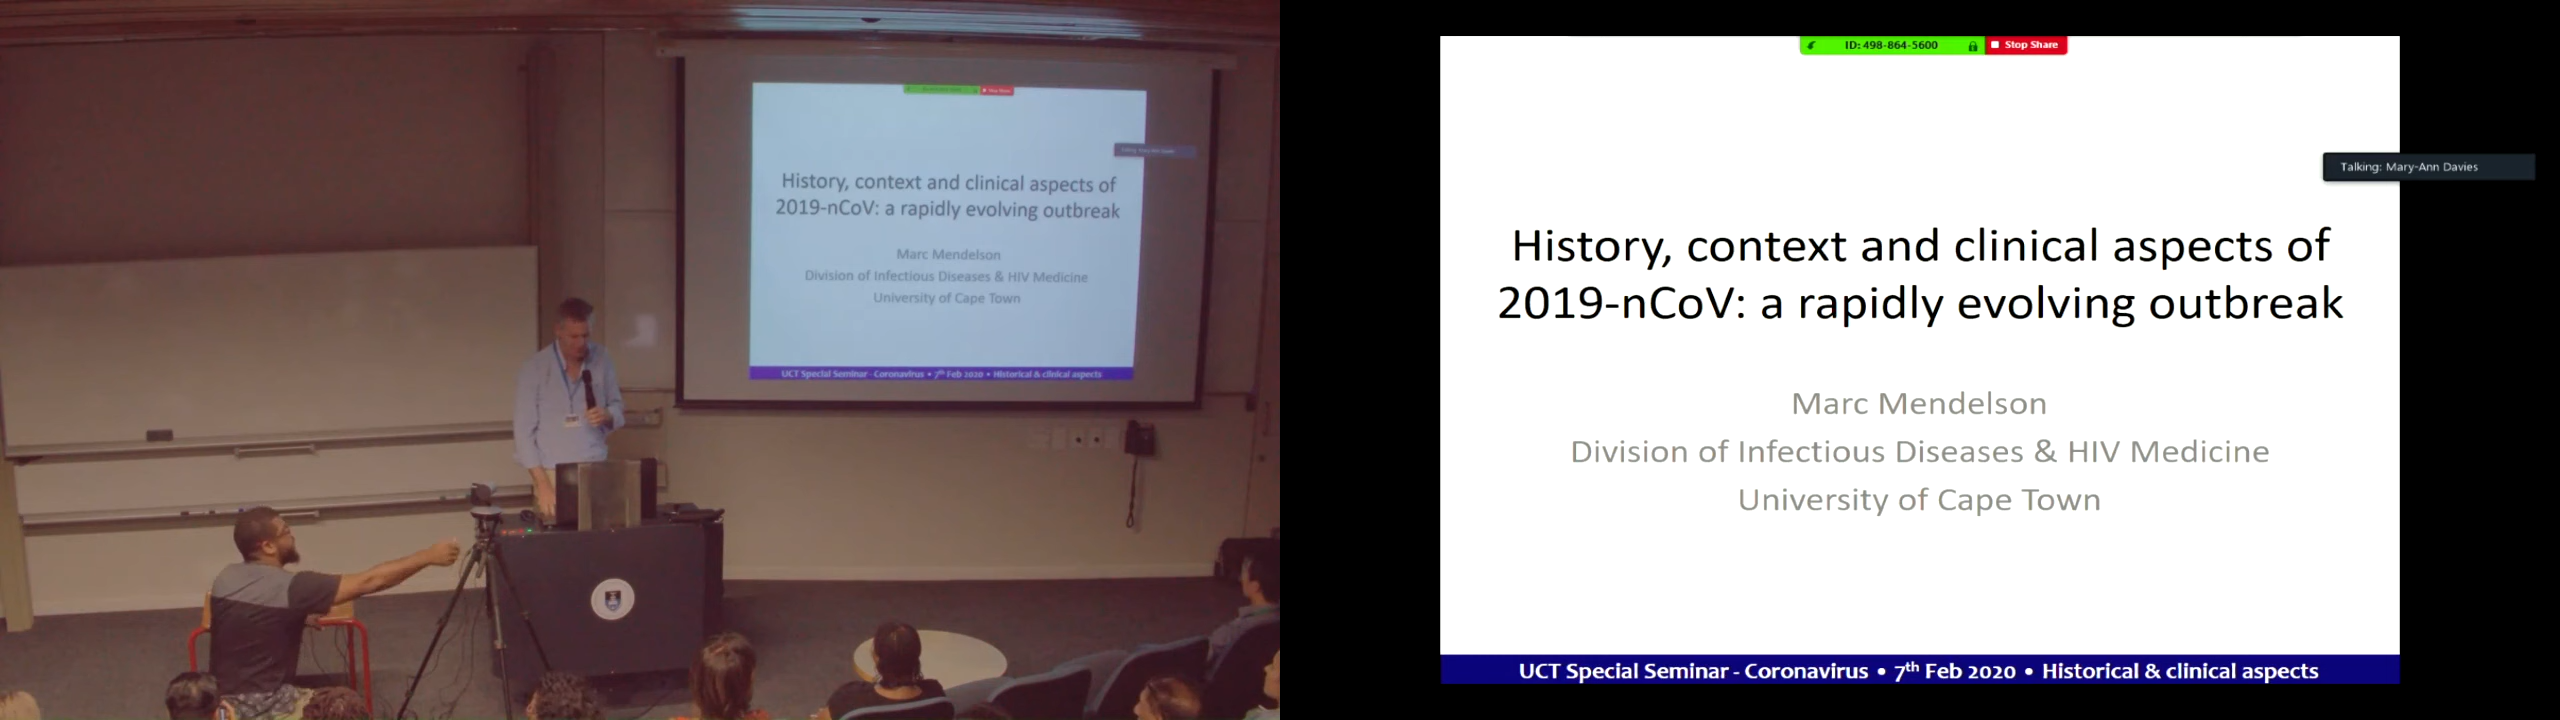 History, context and clinical aspects of
2019-nCoV: a rapidly evolving outbreak
Marc Mendelson
Division of Infectious Diseases & HIV Medicine
University of Cape Town
UCT Special Seminar - Coronavirus • 7th Feb 2020 • Historical & clinical aspects
ID: 498-864-5600
Stop Share
Talking: Mary-Ann Davies
History, context and clinical aspects of
2019-nCoV: a rapidly evolving outbreak
Marc Mendelson
Division of Infectious Diseases & HIV Medicine
University of Cape Town
UCT Special Seminar - Coronavirus • 7th Feb 2020 • Historical & clinical aspects